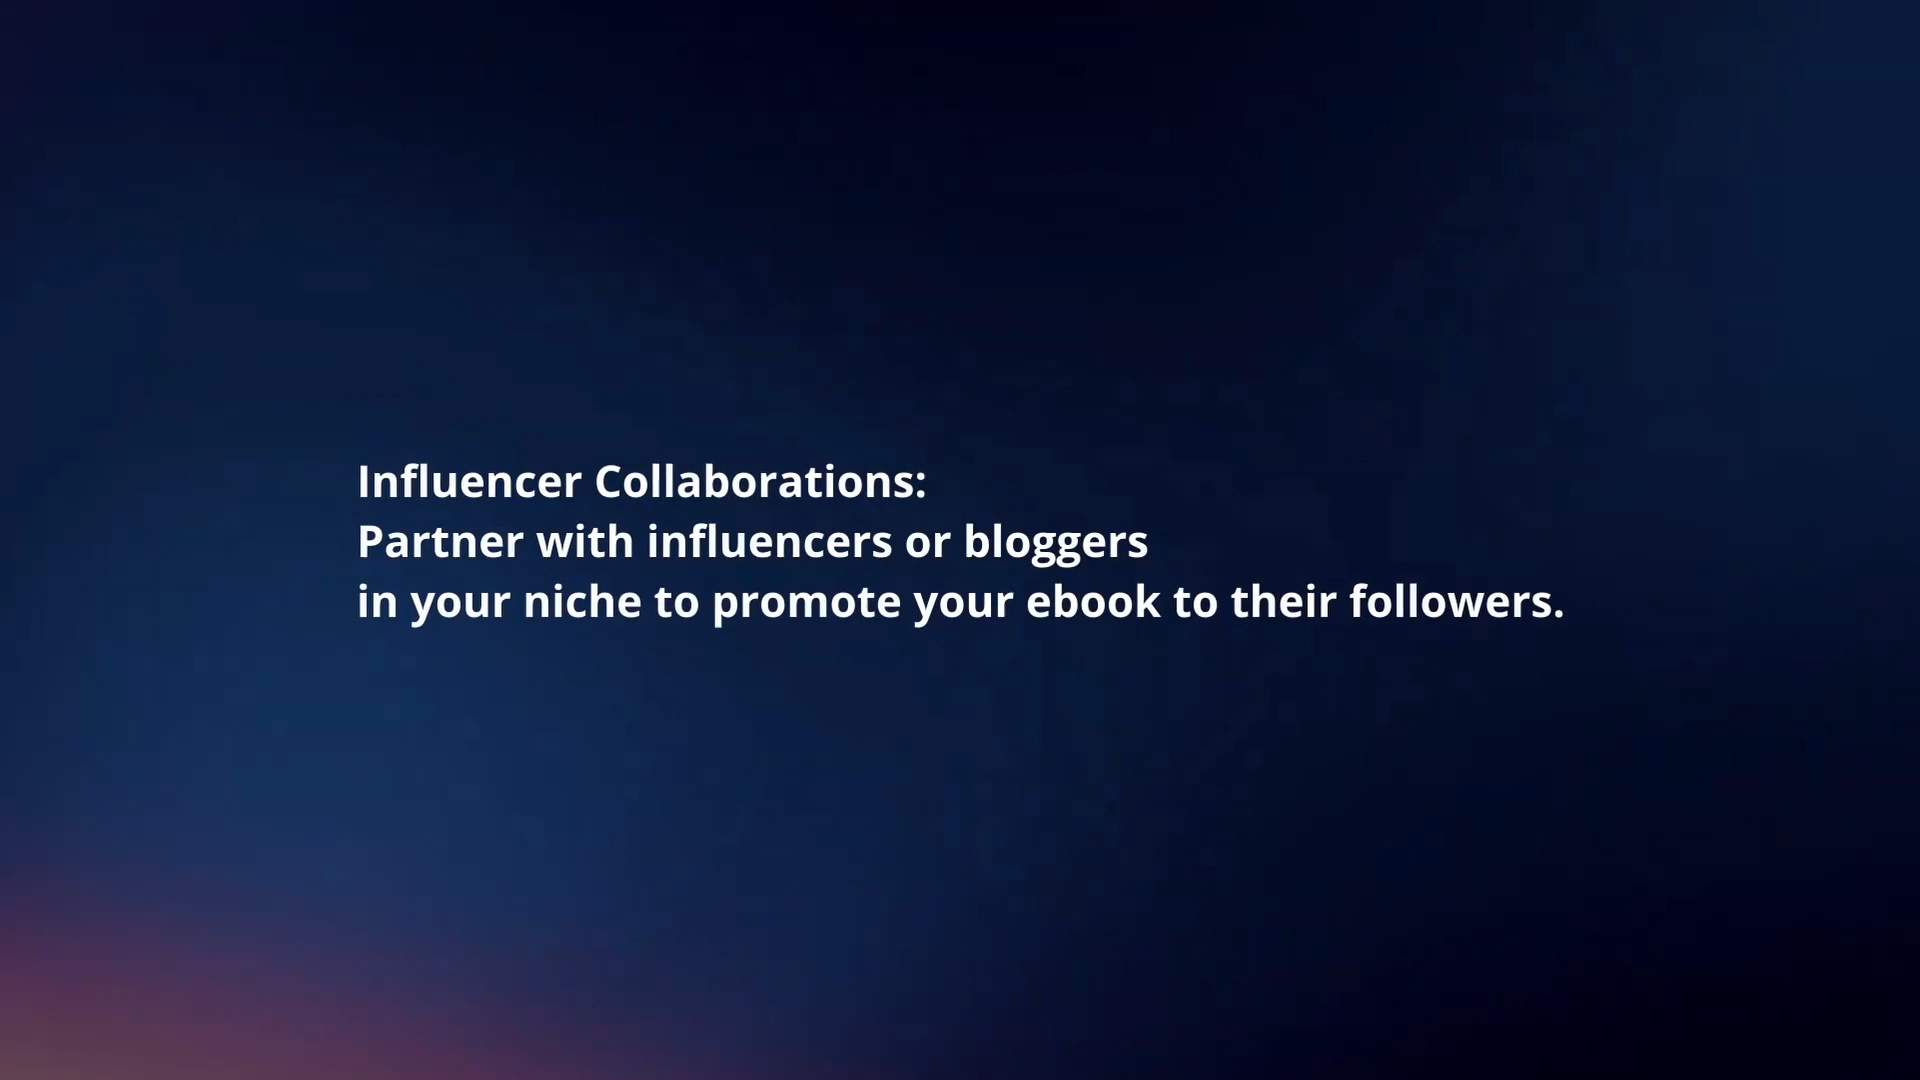 Influencer Collaborations:
Partner with influencers or bloggers
in your niche to promote your ebook to their followers.